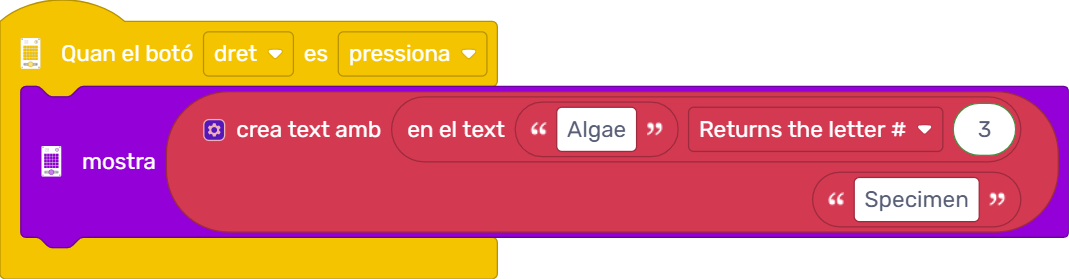 Quan el botó dret es pressiona
crea text amb en el text “ Algae ” Returns the letter # 3
mostra
“ Specimen ”